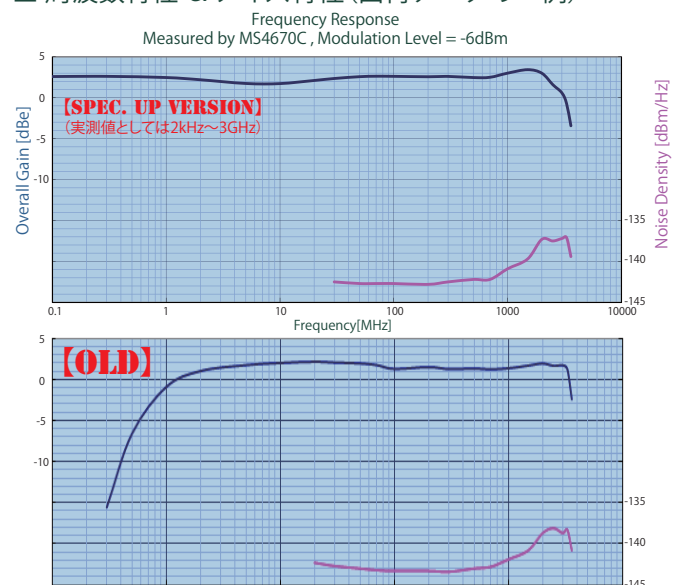 Frequency Response
Measured by MS4670C , Modulation Level = -6dBm
5
0
-5
-10
Overall Gain [dBe]
【SPEC. UP VERSION】
（実測値としては2kHz～3GHz）
-135
-140
-145
Noise Density [dBm/Hz]
0.1
1
10
100
1000
10000
Frequency[MHz]
5
0
-5
-10
【OLD】
-135
-140